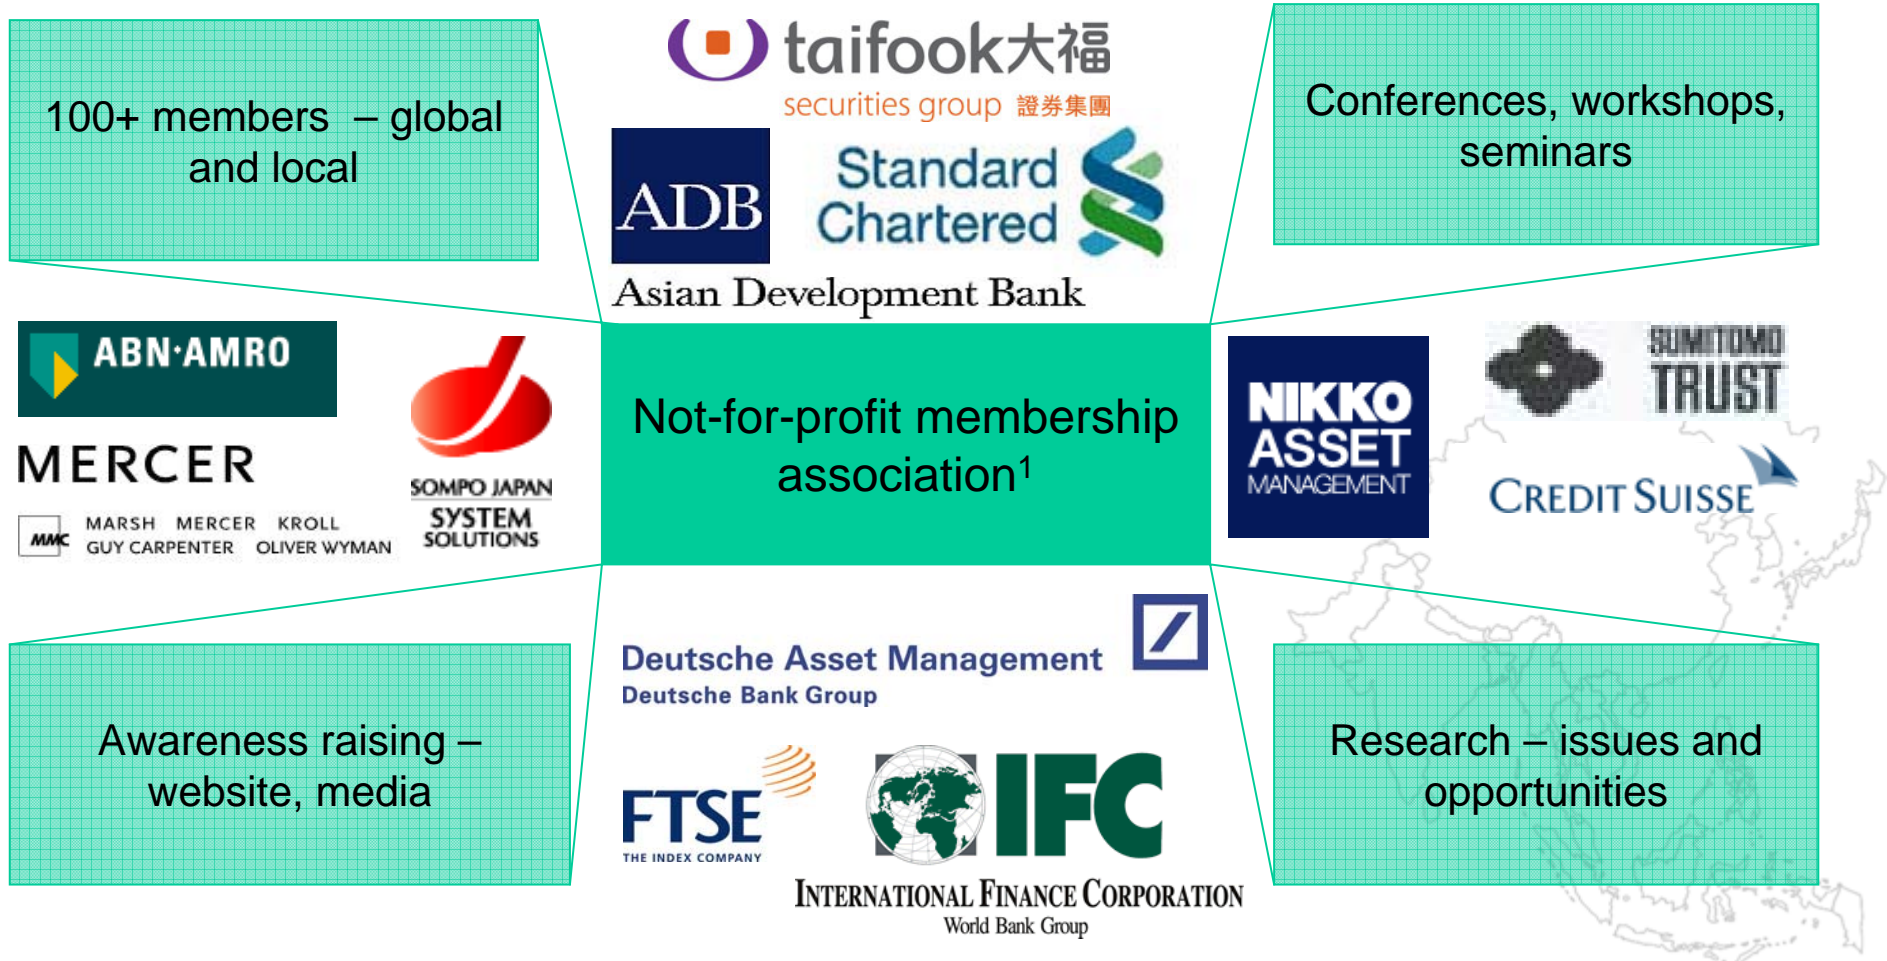 100+ members – global
and local
taifook大福
securities group 證券集團
ADB
Asian Development Bank
Standard
Chartered
Conferences, workshops,
seminars
ABN·AMRO
MERCER
MMC
MARSH MERCER KROLL
GUY CARPENTER OLIVER WYMAN
SOMPO JAPAN
SYSTEM
SOLUTIONS
Not-for-profit membership
association¹
NIKKO
ASSET
MANAGEMENT
SUMITOMO
TRUST
CREDIT SUISSE
Awareness raising –
website, media
Deutsche Asset Management
Deutsche Bank Group
FTSE
THE INDEX COMPANY
IFC
INTERNATIONAL FINANCE CORPORATION
World Bank Group
Research – issues and
opportunities